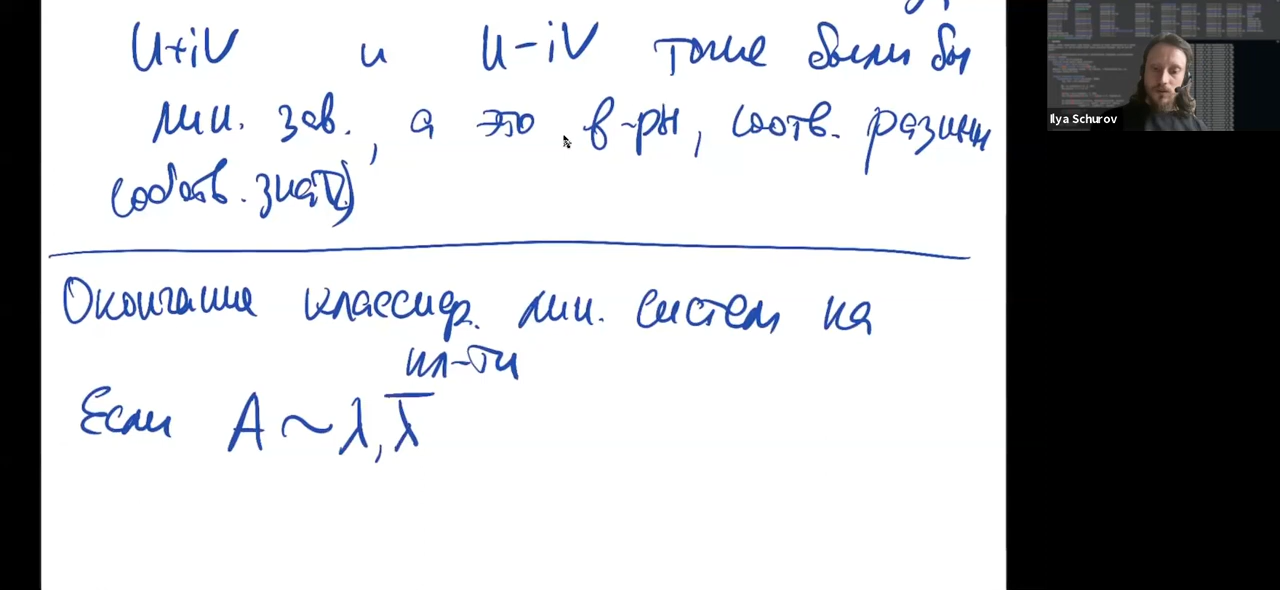 U+iV и U-iV тоже были бы
лин. зав., а это в-ры, соотв. разным
собств. знач.)
Окончание классиф. лин. систем на
пл-ти
Если A ~ λ, λ̅
Ilya Schurov